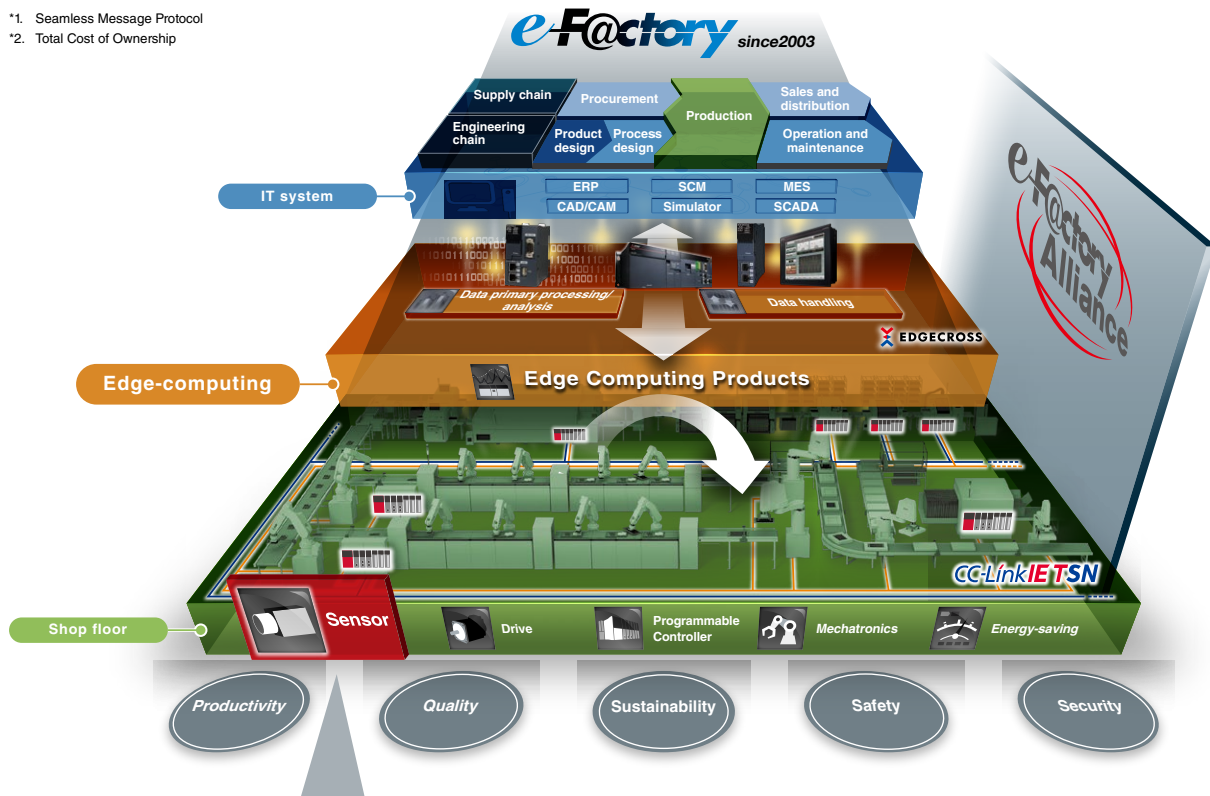 *1. Seamless Message Protocol
*2. Total Cost of Ownership
e-F@ctory since2003
Supply chain
Procurement
Production
Sales and
distribution
Engineering
chain
Product
design
Process
design
Operation and
maintenance
IT system
ERP
SCM
MES
CAD/CAM
Simulator
SCADA
e-F@ctory
Alliance
Data primary processing/
analysis
Data handling
EDGECROSS
Edge-computing
Edge Computing Products
CC-Link IE TSN
Shop floor
Sensor
Drive
Programmable
Controller
Mechatronics
Energy-saving
Productivity
Quality
Sustainability
Safety
Security